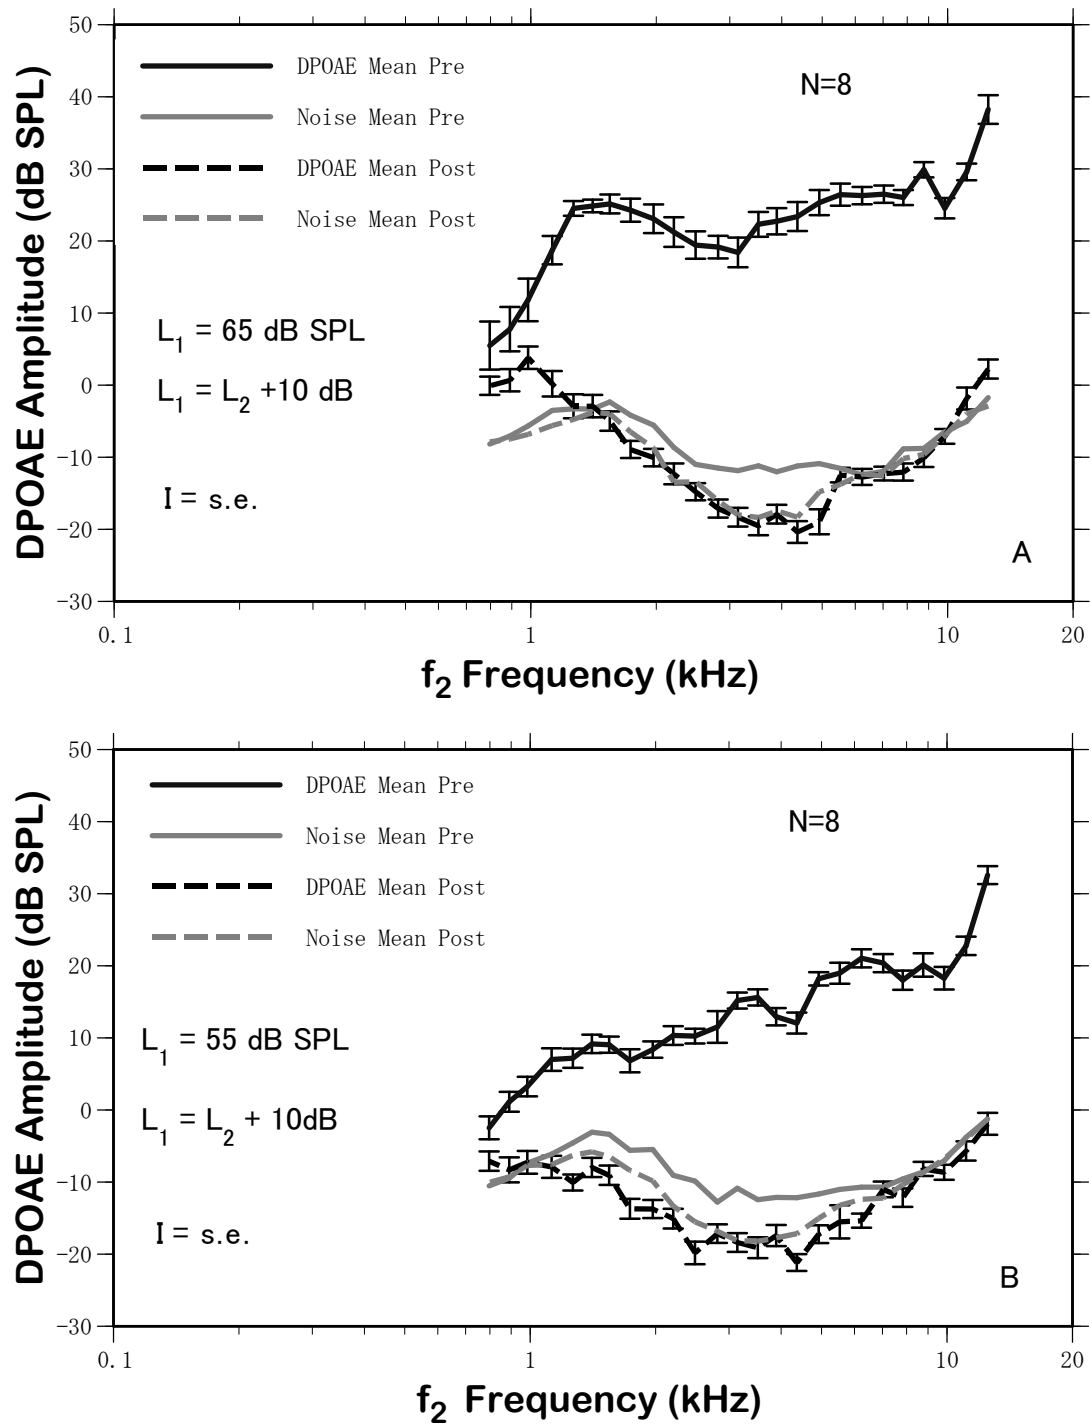 50
40
30
20
10
0
-10
-20
-30
DPOAE Amplitude (dB SPL)
DPOAE Mean Pre
Noise Mean Pre
DPOAE Mean Post
Noise Mean Post
N=8
L1 = 65 dB SPL
L1 = L2 +10 dB
I = s.e.
A
0.1
1
10
20
f2 Frequency (kHz)
50
40
30
20
10
0
-10
-20
-30
DPOAE Amplitude (dB SPL)
DPOAE Mean Pre
Noise Mean Pre
DPOAE Mean Post
Noise Mean Post
N=8
L1 = 55 dB SPL
L1 = L2 + 10dB
I = s.e.
B
0.1
1
10
20
f2 Frequency (kHz)